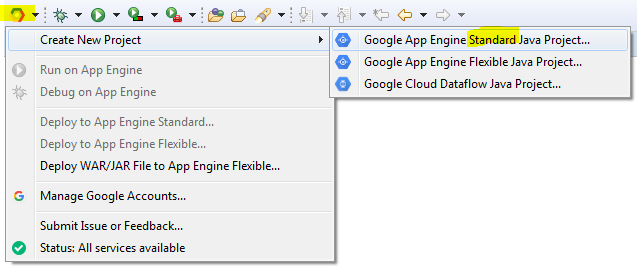 Create New Project
Google App Engine Standard Java Project...
Google App Engine Flexible Java Project...
Google Cloud Dataflow Java Project...
Run on App Engine
Debug on App Engine
Deploy to App Engine Standard...
Deploy to App Engine Flexible...
Deploy WAR/JAR File to App Engine Flexible...
Manage Google Accounts...
Submit Issue or Feedback...
Status: All services available